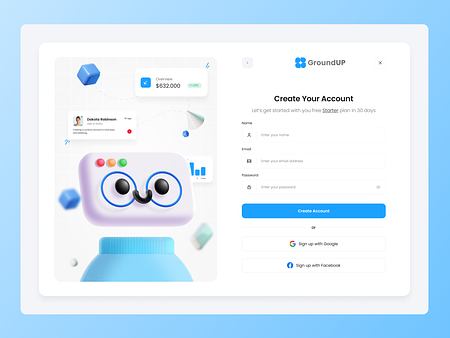 Overview
$632.000
Dakota Robinson
GroundUP
Create Your Account
Let's get started with you free Starter plan in 30 days
Name
Enter your name
Email
Enter your email address
Password
Enter your password
Create Account
or
Sign up with Google
Sign up with Facebook